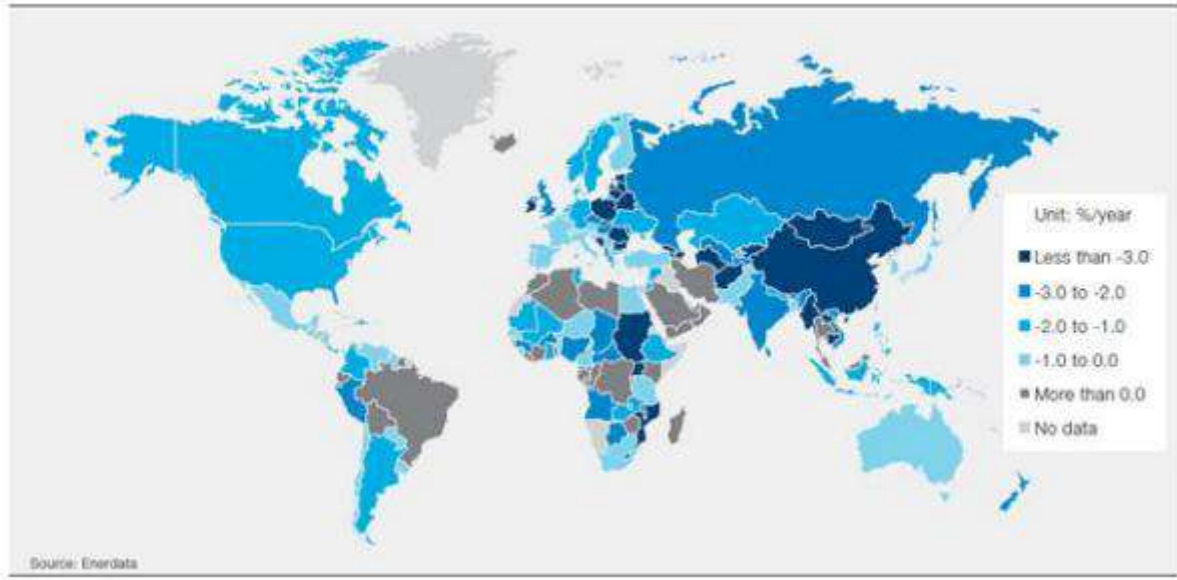 Unit: %/year
Less than -3.0
-3.0 to -2.0
-2.0 to -1.0
-1.0 to 0.0
More than 0.0
No data
Source: Enerdata